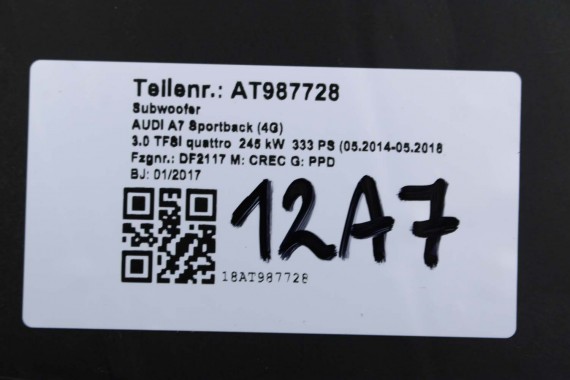 Teilenr.: AT987728
Subwoofer
AUDI A7 Sportback (4G)
3.0 TFSI quattro 245 kW 333 PS (05.2014-05.2018
Fzgnr.: DF2117 M: CREC G: PPD
BJ: 01/2017
12A7
18AT987728